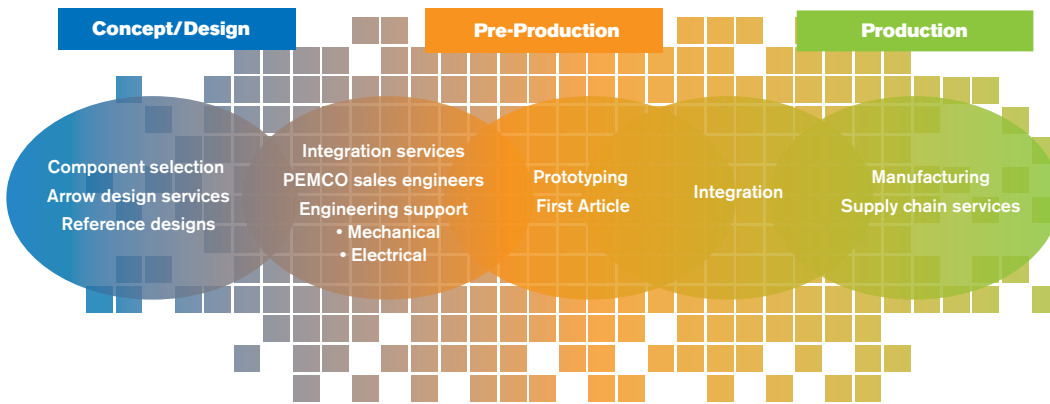 Concept/Design
Pre-Production
Production
Component selection
Arrow design services
Reference designs
Integration services
PEMCO sales engineers
Engineering support
• Mechanical
• Electrical
Prototyping
First Article
Integration
Manufacturing
Supply chain services